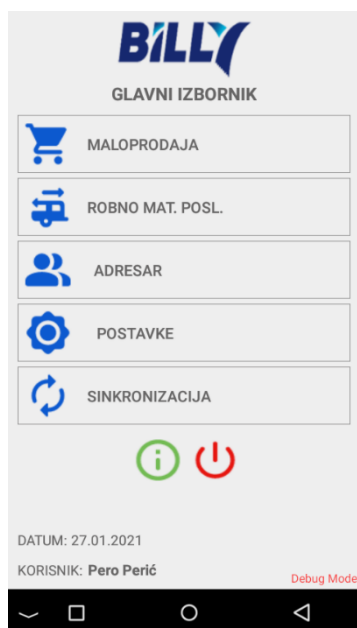 BILLY
GLAVNI IZBORNIK
MALOPRODAJA
ROBNO MAT. POSL.
ADRESAR
POSTAVKE
SINKRONIZACIJA
DATUM: 27.01.2021
KORISNIK: Pero Perić
Debug Mode